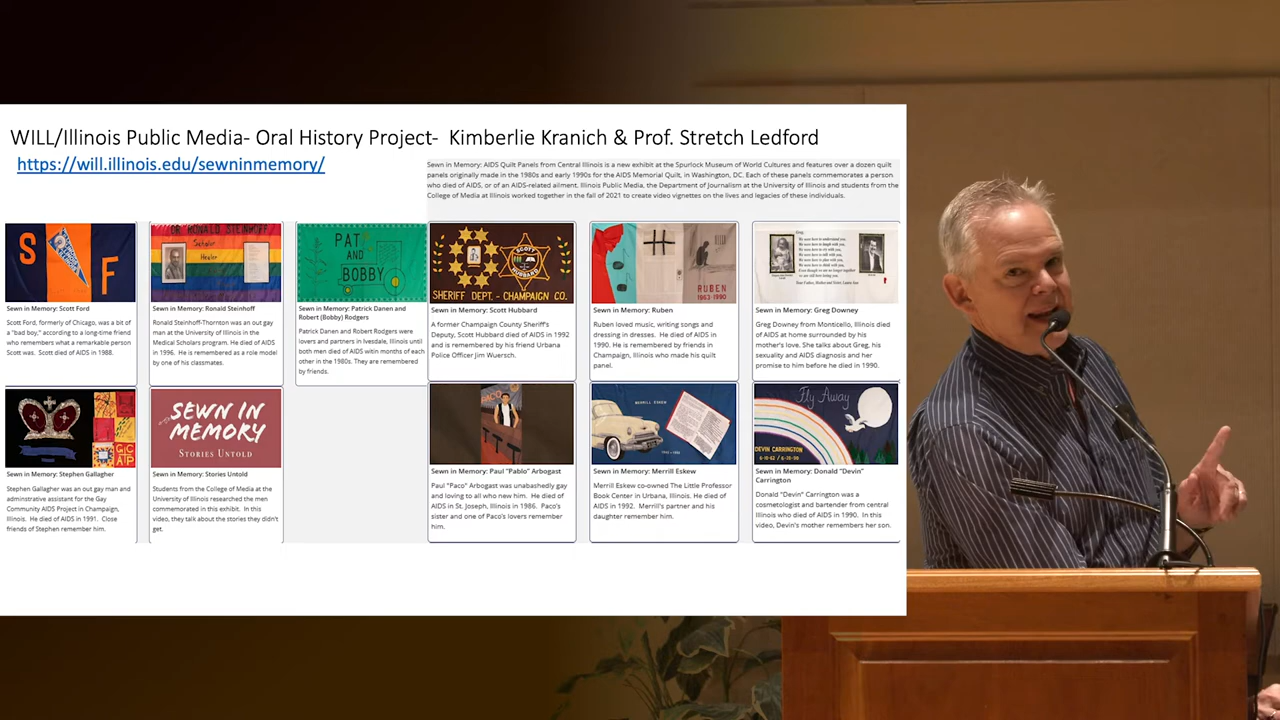 WILL/Illinois Public Media- Oral History Project-  Kimberlie Kranich & Prof. Stretch Ledford
https://will.illinois.edu/sewninmemory/
Sewn in Memory: AIDS Quilt Panels from Central Illinois is a new exhibit at the Spurlock Museum of World Cultures and features over a dozen quilt
panels originally made in the 1980s and early 1990s for the AIDS Memorial Quilt, in Washington, DC. Each of these panels commemorates a person
who died of AIDS, or of an AIDS-related ailment. Illinois Public Media, the Department of Journalism at the University of Illinois and students from the
College of Media at Illinois worked together in the fall of 2021 to create video vignettes on the lives and legacies of these individuals.
S F
Sewn in Memory: Scott Ford
Scott Ford, formerly of Chicago, was a bit of
a "bad boy," according to a long-time friend
who remembers what a remarkable person
Scott was.  Scott died of AIDS in 1988.
DR RONALD STEINHOFF
Scholar
Healer
Sewn in Memory: Ronald Steinhoff
Ronald Steinhoff-Thornton was an out gay
man at the University of Illinois in the
Medical Scholars program. He died of AIDS
in 1996.  He is remembered as a role model
by one of his classmates.
PAT
AND
BOBBY
Sewn in Memory: Patrick Danen and
Robert (Bobby) Rodgers
Patrick Danen and Robert Rodgers were
lovers and partners in Ivesdale, Illinois until
both men died of AIDS witin months of each
other in the 1980s. They are remembered
by friends.
SCOTT
HUBBARD
SHERIFF DEPT. - CHAMPAIGN CO.
Sewn in Memory: Scott Hubbard
A former Champaign County Sheriff's
Deputy, Scott Hubbard died of AIDS in 1992
and is remembered by his friend Urbana
Police Officer Jim Wuersch.
RUBEN
1963-1990
Sewn in Memory: Ruben
Ruben loved music, writing songs and
dressing in dresses.  He died of AIDS in
1990. He is remembered by friends in
Champaign, Illinois who made his quilt
panel.
Greg,
We were here to understand you,
Sewn in Memory: Greg Downey
Greg Downey from Monticello, Illinois died
of AIDS at home surrounded by his
mother's love. She talks about Greg, his
sexuality and AIDS diagnosis and her
promise to him before he died in 1990.
GCAP
Sewn in Memory: Stephen Gallagher
Stephen Gallagher was an out gay man and
adminstrative assistant for the Gay
Community AIDS Project in Champaign,
Illinois.  He died of AIDS in 1991.  Close
friends of Stephen remember him.
SEWN IN
MEMORY
STORIES UNTOLD
Sewn in Memory: Stories Untold
Students from the College of Media at the
University of Illinois researched the men
commemorated in this exhibit.  In this
video, they talk about the stories they didn't
get.
PACO
Sewn in Memory: Paul "Pablo" Arbogast
Paul "Paco" Arbogast was unabashedly gay
and loving to all who new him.  He died of
AIDS in St. Joseph, Illinois in 1986.  Paco's
sister and one of Paco's lovers remember
him.
MERRILL ESKEW
Sewn in Memory: Merrill Eskew
Merrill Eskew co-owned The Little Professor
Book Center in Urbana, Illinois. He died of
AIDS in 1992.  Merrill's partner and his
daughter remember him.
Fly Away
DEVIN CARRINGTON
Sewn in Memory: Donald "Devin"
Carrington
Donald "Devin" Carrington was a
cosmetologist and bartender from central
Illinois who died of AIDS in 1990.  In this
video, Devin's mother remembers her son.